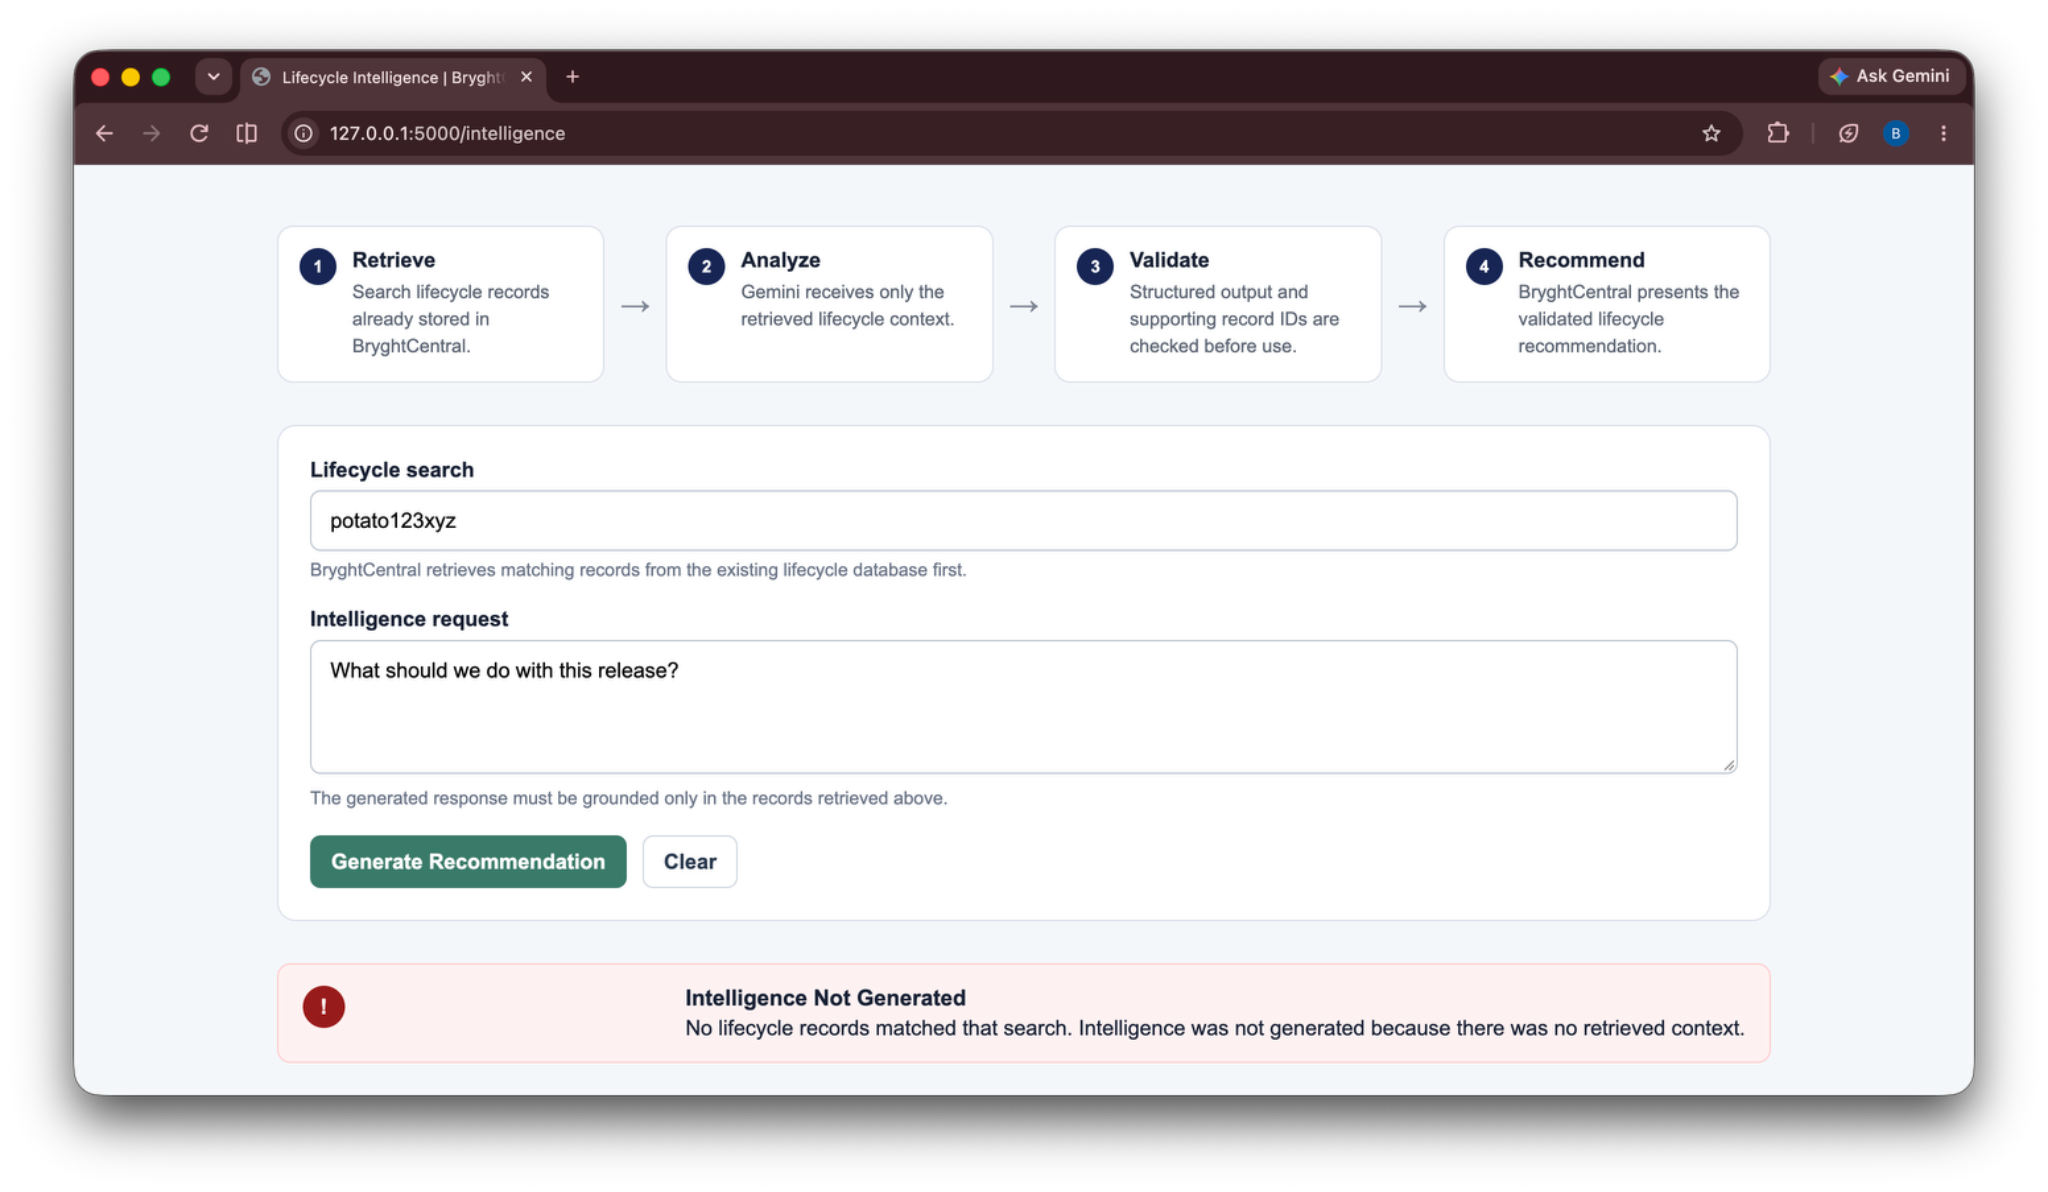 Lifecycle Intelligence | Bryght
Ask Gemini
127.0.0.1:5000/intelligence
B
1
Retrieve
Search lifecycle records
already stored in
BryghtCentral.
2
Analyze
Gemini receives only the
retrieved lifecycle context.
3
Validate
Structured output and
supporting record IDs are
checked before use.
4
Recommend
BryghtCentral presents the
validated lifecycle
recommendation.
Lifecycle search
potato123xyz
BryghtCentral retrieves matching records from the existing lifecycle database first.
Intelligence request
What should we do with this release?
The generated response must be grounded only in the records retrieved above.
Generate Recommendation
Clear
!
Intelligence Not Generated
No lifecycle records matched that search. Intelligence was not generated because there was no retrieved context.